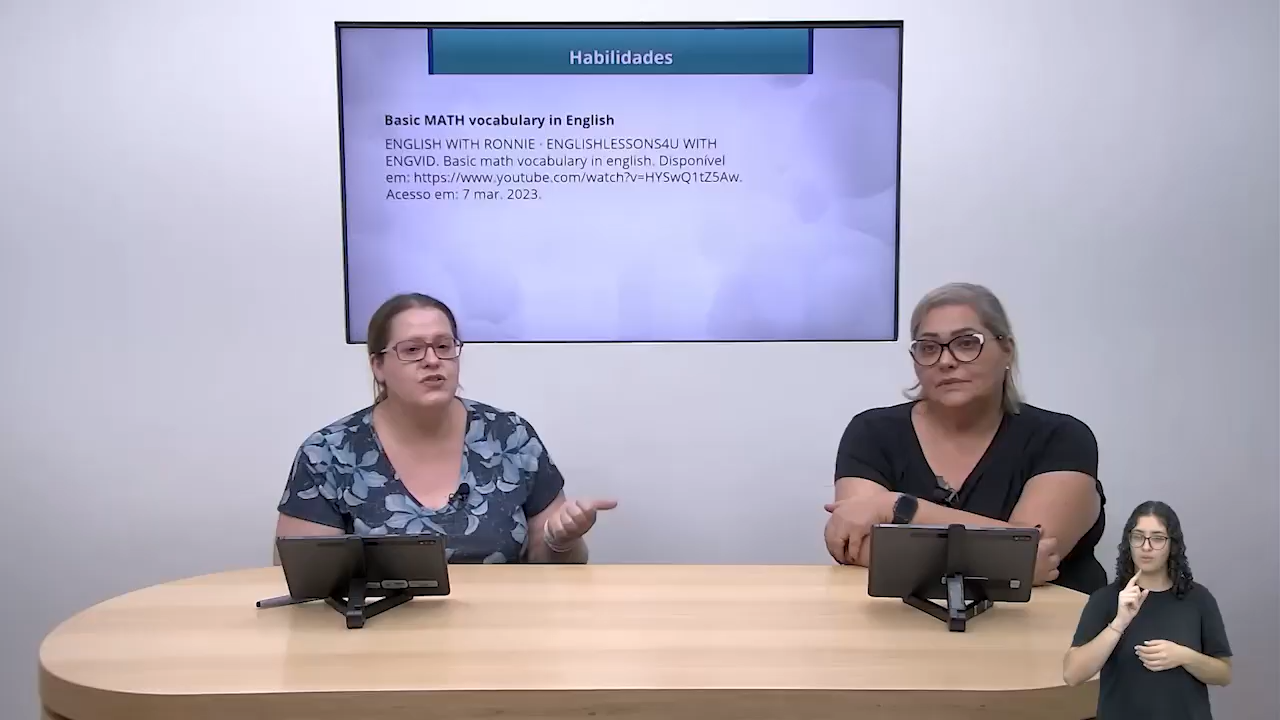 Habilidades
Basic MATH vocabulary in English
ENGLISH WITH RONNIE · ENGLISHLESSONS4U WITH
ENGVID. Basic math vocabulary in english. Disponível
em: https://www.youtube.com/watch?v=HYSwQ1tZ5Aw.
Acesso em: 7 mar. 2023.